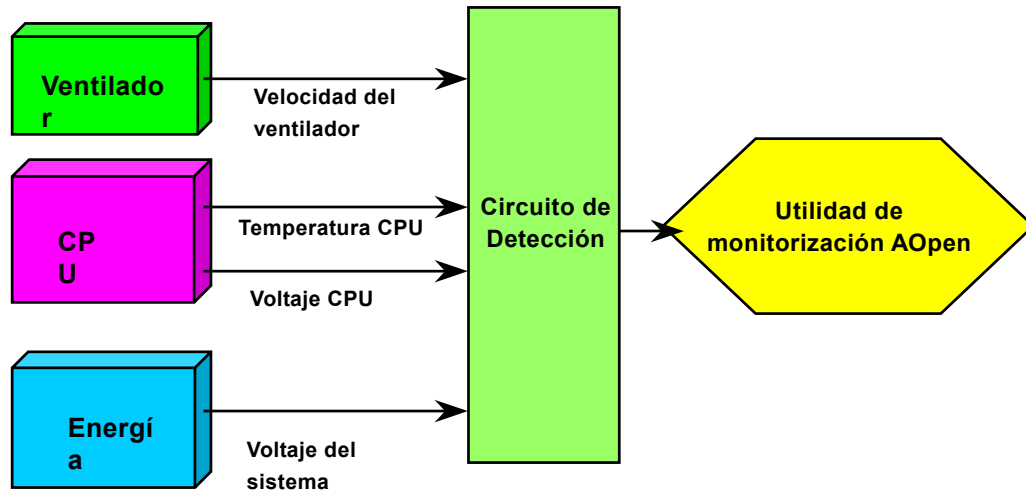 Ventilado
r
Velocidad del
ventilador
CP
U
Temperatura CPU
Voltaje CPU
Energí
a
Voltaje del
sistema
Circuito de
Detección
Utilidad de
monitorización AOpen